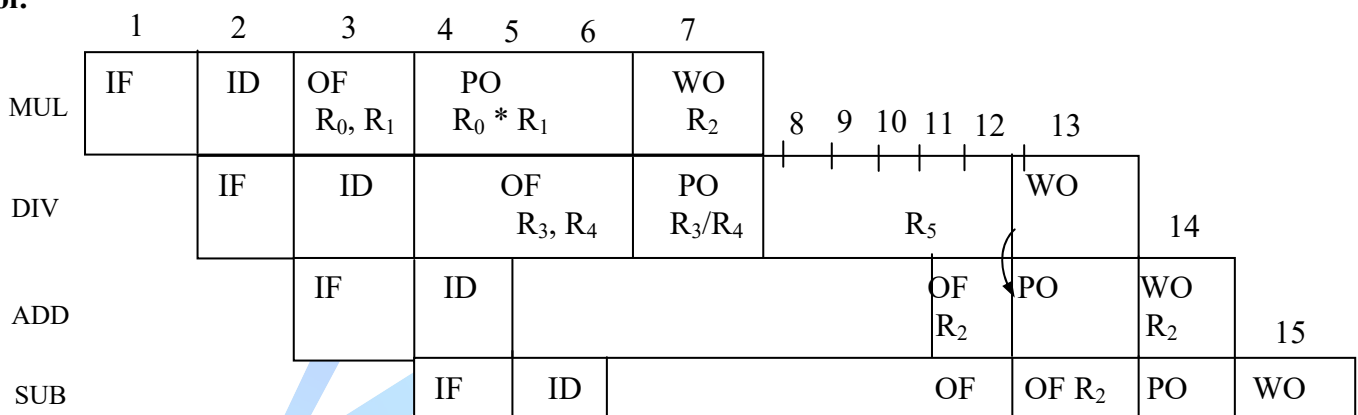 1 2 3 4 5 6 7
IF ID OF PO WO
MUL R₀, R₁ R₀ * R₁ R₂
8 9 10 11 12 13
IF ID OF PO WO
DIV R₃, R₄ R₃/R₄ R₅ 14
IF ID OF PO WO
ADD R₂ R₂ 15
SUB IF ID OF OF R₂ PO WO